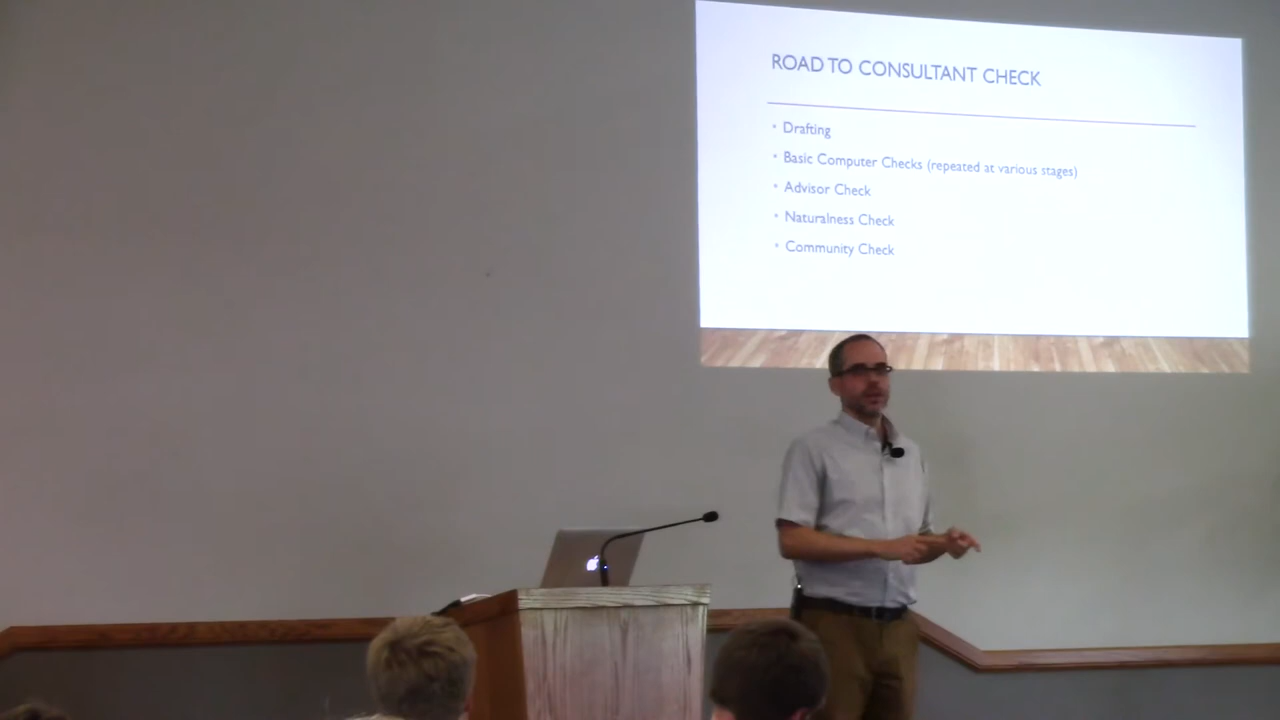 ROAD TO CONSULTANT CHECK
• Drafting
• Basic Computer Checks (repeated at various stages)
• Advisor Check
• Naturalness Check
• Community Check